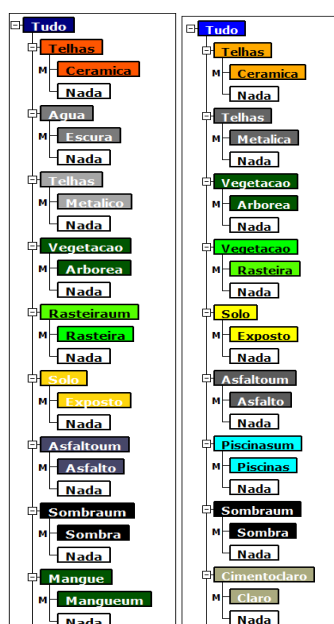 Tudo
Telhas
M Ceramica
Nada
Agua
M Escura
Nada
Telhas
M Metalico
Nada
Vegetacao
M Arborea
Nada
Rasteiraum
M Rasteira
Nada
Solo
M Exposto
Nada
Asfaltoum
M Asfalto
Nada
Sombraum
M Sombra
Nada
Mangue
M Mangueum
Nada
Tudo
Telhas
M Ceramica
Nada
Telhas
M Metalica
Nada
Vegetacao
M Arborea
Nada
Vegetacao
M Rasteira
Nada
Solo
M Exposto
Nada
Asfaltoum
M Asfalto
Nada
Piscinasum
M Piscinas
Nada
Sombraum
M Sombra
Nada
Cimentoclaro
M Claro
Nada